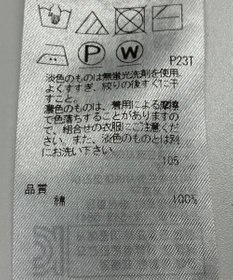 P W
P23T
淡色のものは無蛍光洗剤を使用
よくすすぎ、絞りの後すぐに干
すこと。
濃色のものは、着用による摩擦
で色落ちすることがありますの
で、組合せの衣服にご注意くださ
い。また、淡色のものとは別
にお洗い下さい。
105
品質
綿 100%